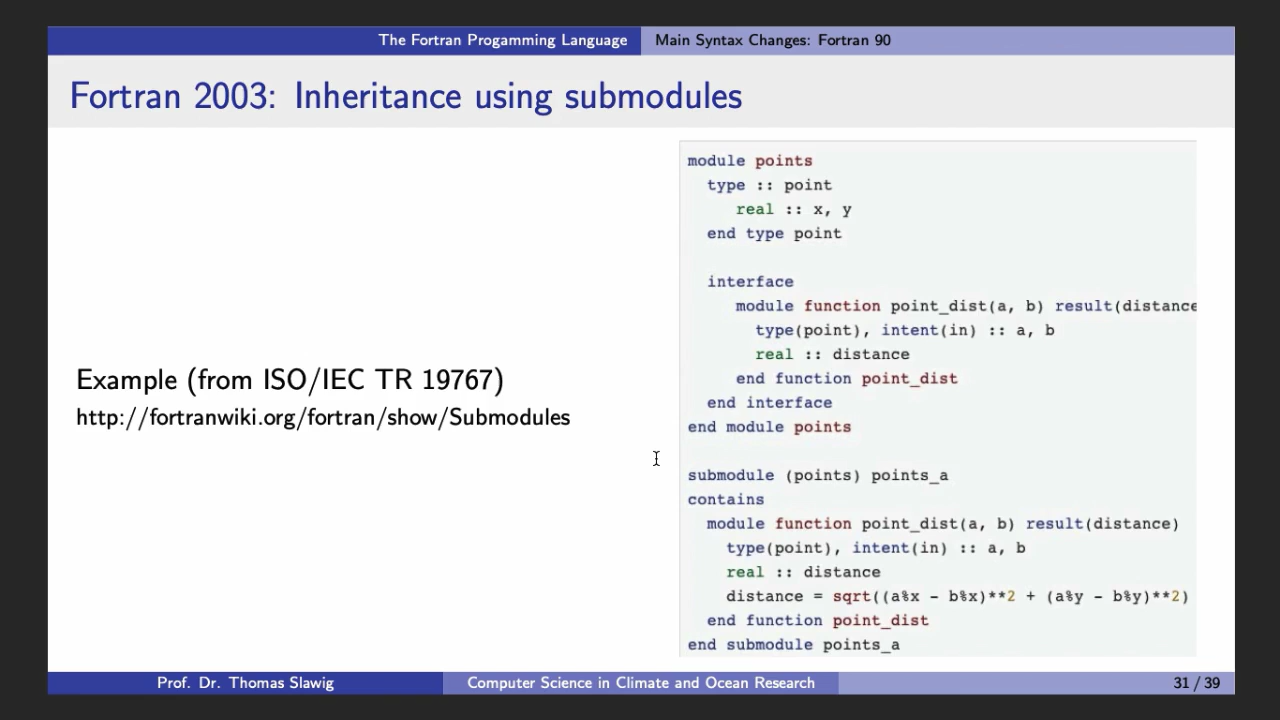 The Fortran Progamming Language
Main Syntax Changes: Fortran 90
Fortran 2003: Inheritance using submodules
Example (from ISO/IEC TR 19767)
http://fortranwiki.org/fortran/show/Submodules
module points
type :: point
real :: x, y
end type point
interface
module function point_dist(a, b) result(distance
type(point), intent(in) :: a, b
real :: distance
end function point_dist
end interface
end module points
submodule (points) points_a
contains
module function point_dist(a, b) result(distance)
type(point), intent(in) :: a, b
real :: distance
distance = sqrt((a%x - b%x)**2 + (a%y - b%y)**2)
end function point_dist
end submodule points_a
Prof. Dr. Thomas Slawig
Computer Science in Climate and Ocean Research
31 / 39